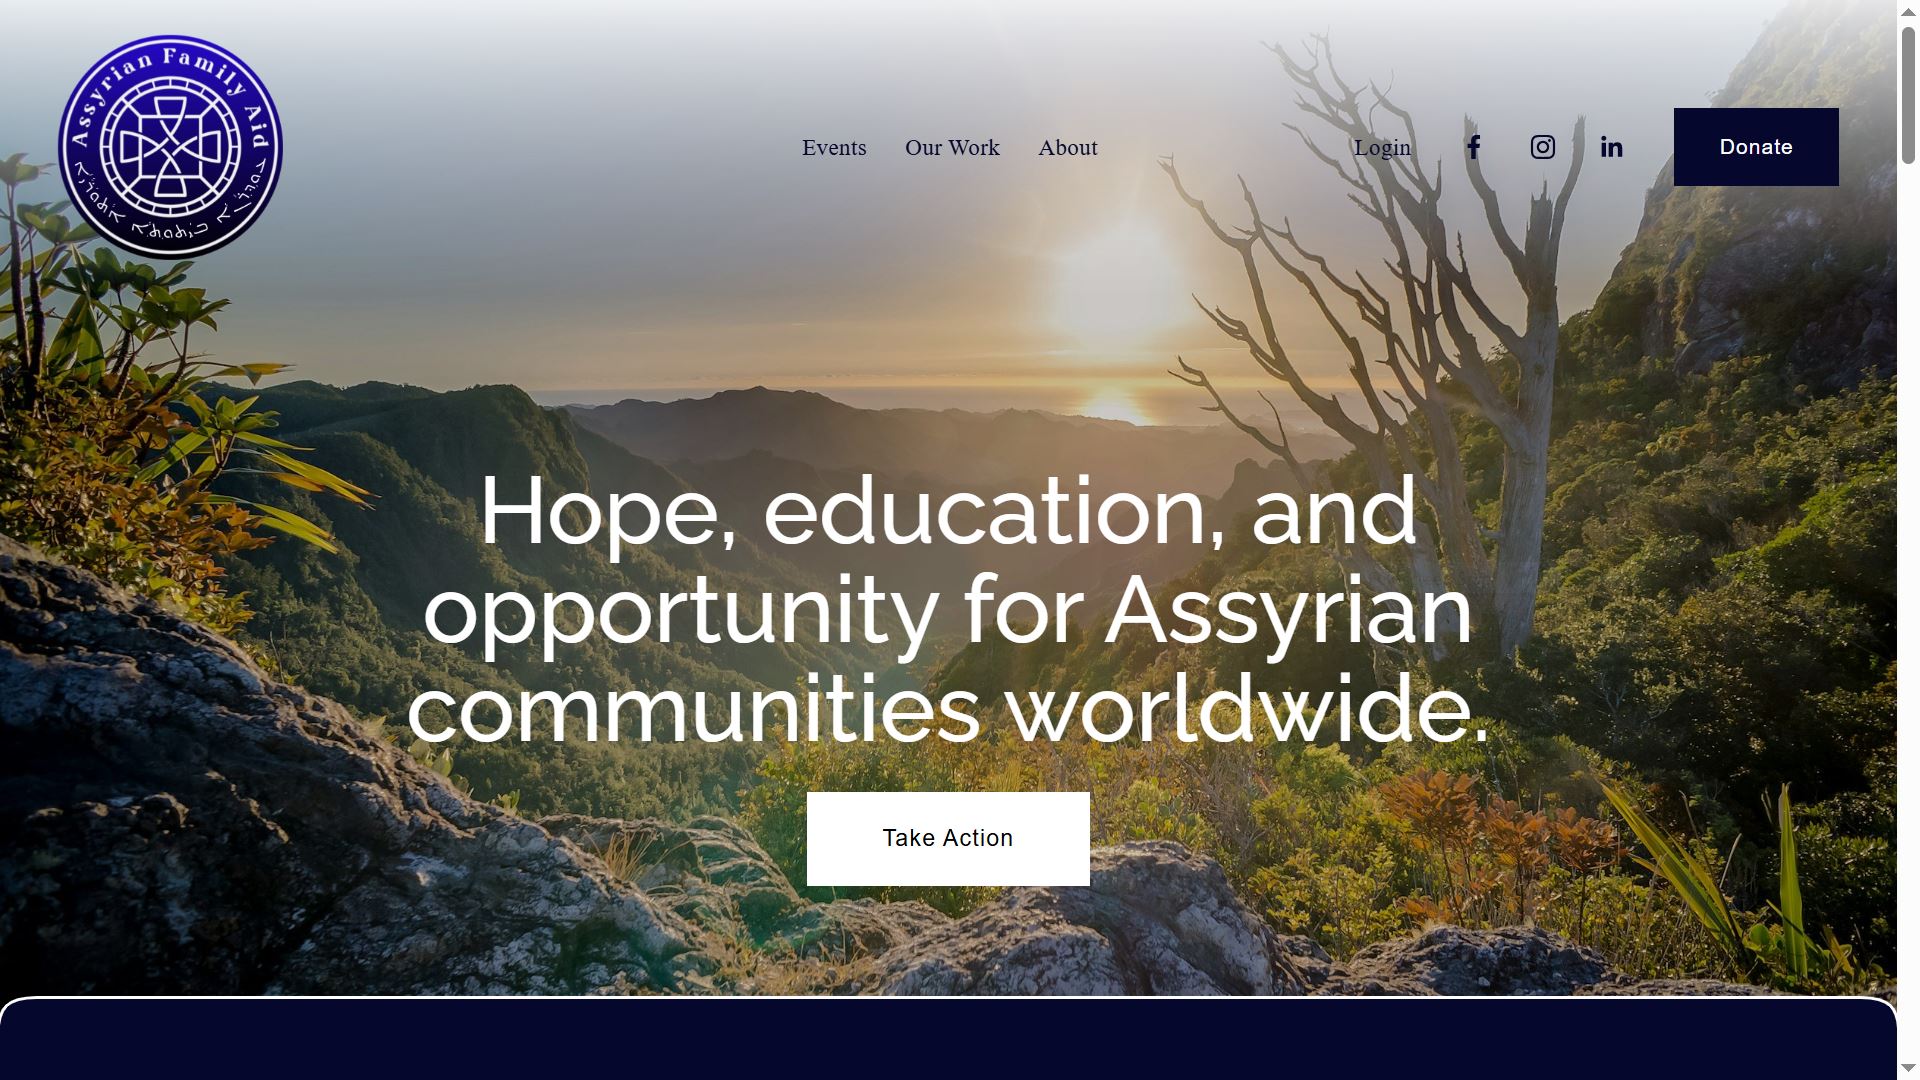 Assyrian Family Aid
Events
Our Work
About
Login
Donate
Hope, education, and
opportunity for Assyrian
communities worldwide.
Take Action